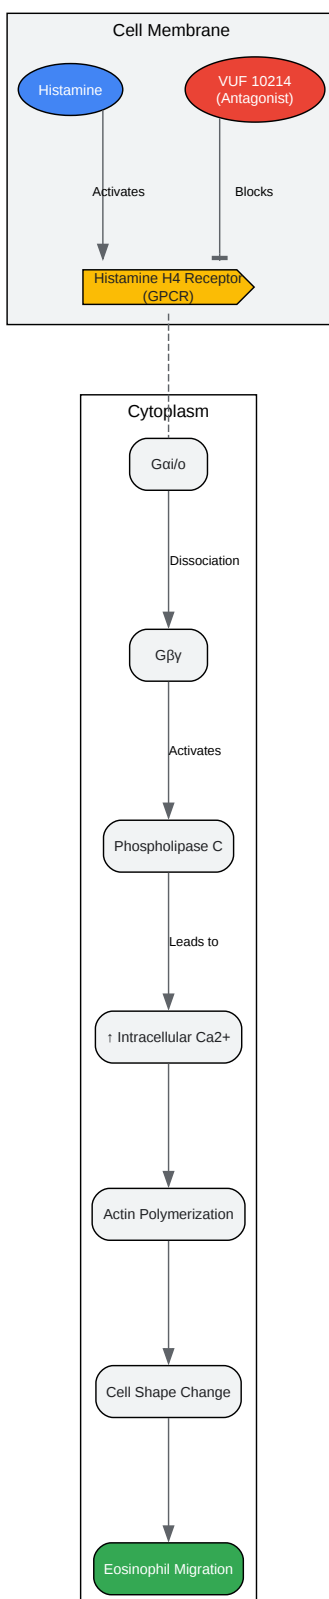 Cell Membrane
Histamine
VUF 10214
(Antagonist)
Activates
Blocks
Histamine H4 Receptor
(GPCR)
Cytoplasm
Gαi/o
Dissociation
Gβγ
Activates
Phospholipase C
Leads to
↑ Intracellular Ca2+
Actin Polymerization
Cell Shape Change
Eosinophil Migration